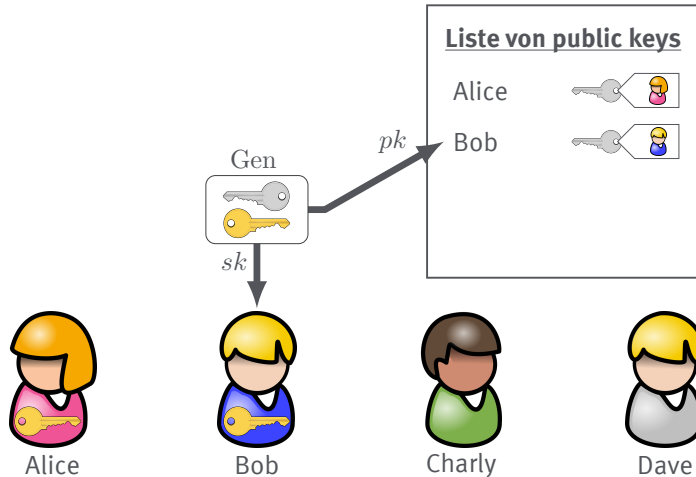 Liste von public keys
Alice
Bob
pk
Gen
sk
Alice
Bob
Charly
Dave